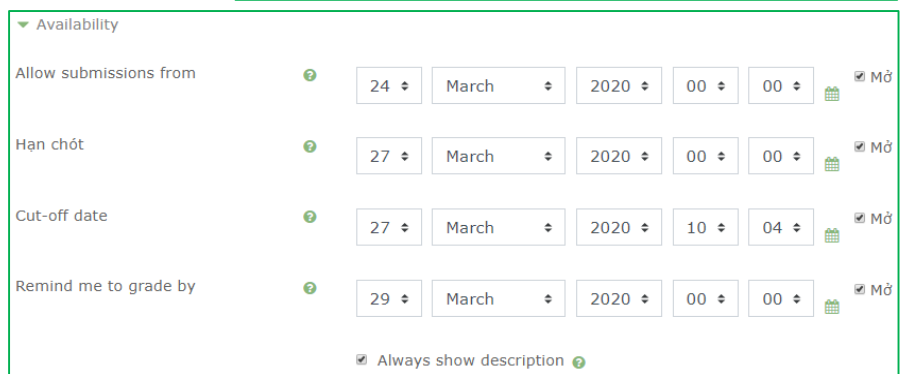 Availability
Allow submissions from 24 March 2020 00 00 Mở
Hạn chót 27 March 2020 00 00 Mở
Cut-off date 27 March 2020 10 04 Mở
Remind me to grade by 29 March 2020 00 00 Mở
Always show description